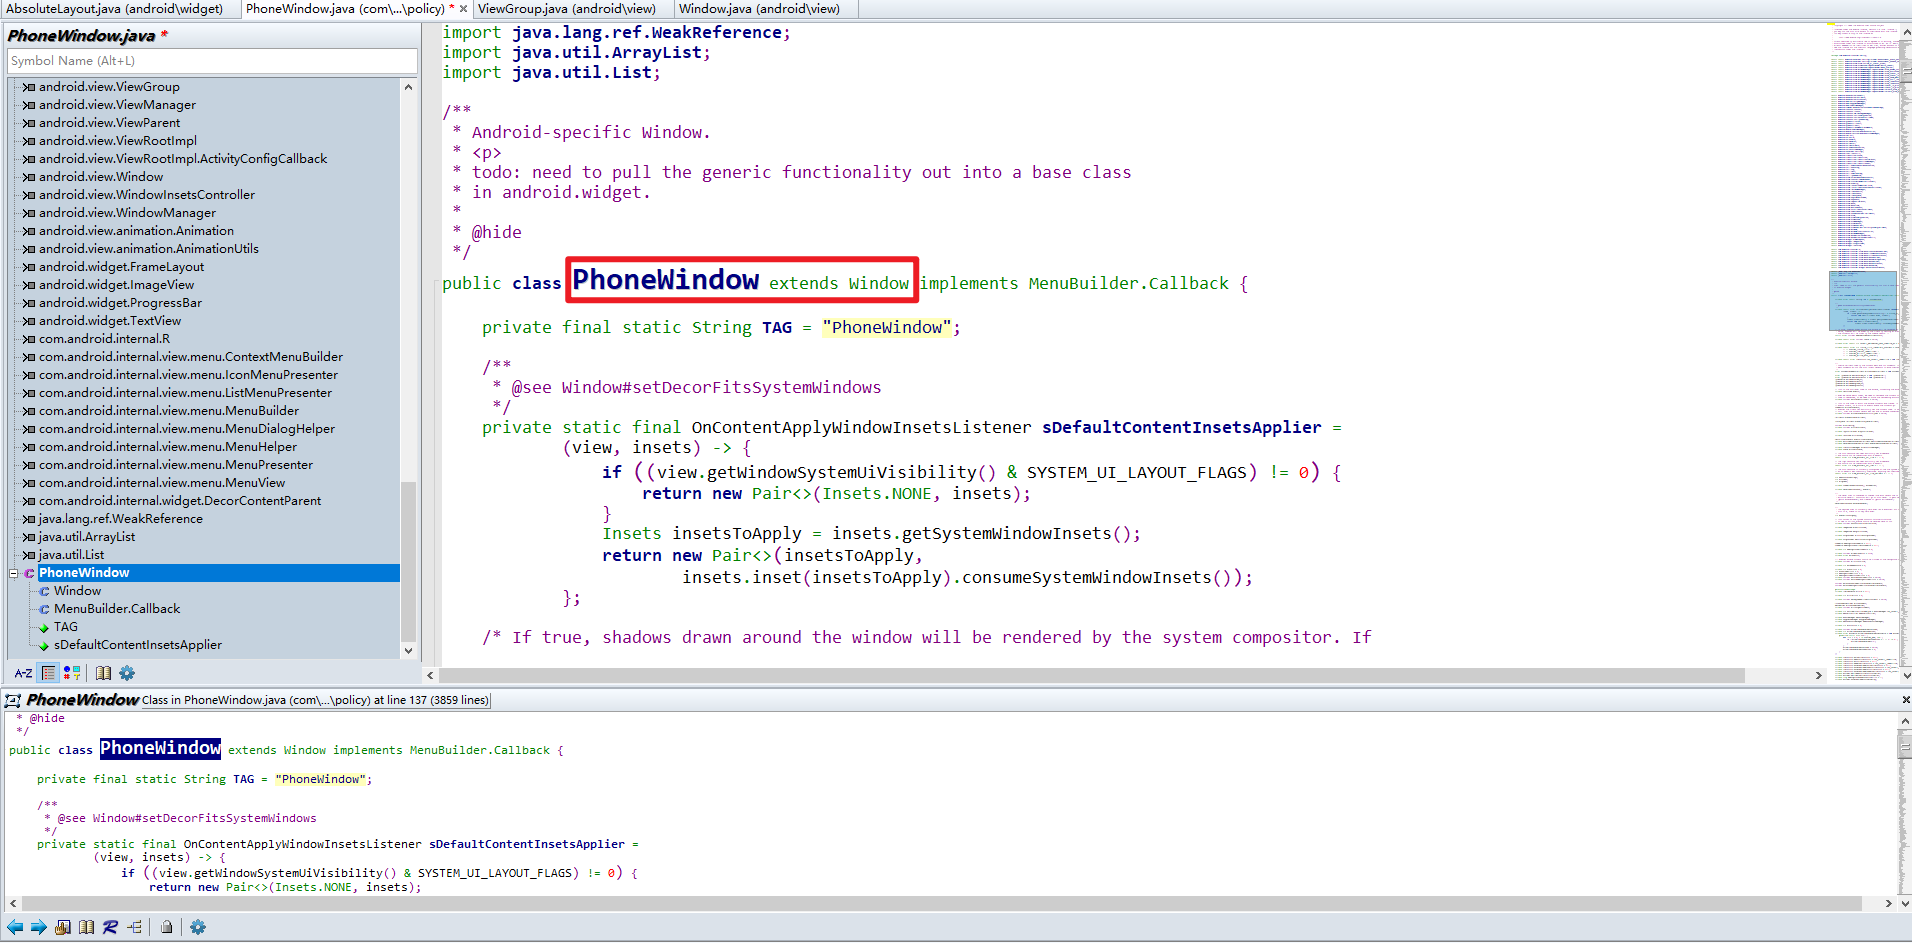 AbsoluteLayout.java (android\widget)
PhoneWindow.java (com\...\policy) * ×
ViewGroup.java (android\view)
Window.java (android\view)
PhoneWindow.java *
Symbol Name (Alt+L)
android.view.ViewGroup
android.view.ViewManager
android.view.ViewParent
android.view.ViewRootImpl
android.view.ViewRootImpl.ActivityConfigCallback
android.view.Window
android.view.WindowInsetsController
android.view.WindowManager
android.view.animation.Animation
android.view.animation.AnimationUtils
android.widget.FrameLayout
android.widget.ImageView
android.widget.ProgressBar
android.widget.TextView
com.android.internal.R
com.android.internal.view.menu.ContextMenuBuilder
com.android.internal.view.menu.IconMenuPresenter
com.android.internal.view.menu.ListMenuPresenter
com.android.internal.view.menu.MenuBuilder
com.android.internal.view.menu.MenuDialogHelper
com.android.internal.view.menu.MenuHelper
com.android.internal.view.menu.MenuPresenter
com.android.internal.view.menu.MenuView
com.android.internal.widget.DecorContentParent
java.lang.ref.WeakReference
java.util.ArrayList
java.util.List
PhoneWindow
Window
MenuBuilder.Callback
TAG
sDefaultContentInsetsApplier
A-Z
import java.lang.ref.WeakReference;
import java.util.ArrayList;
import java.util.List;
/**
* Android-specific Window.
* <p>
* todo: need to pull the generic functionality out into a base class
* in android.widget.
*
* @hide
*/
public class PhoneWindow extends Window implements MenuBuilder.Callback {
private final static String TAG = "PhoneWindow";
/**
* @see Window#setDecorFitsSystemWindows
*/
private static final OnContentApplyWindowInsetsListener sDefaultContentInsetsApplier =
(view, insets) -> {
if ((view.getWindowSystemUiVisibility() & SYSTEM_UI_LAYOUT_FLAGS) != 0) {
return new Pair<>(Insets.NONE, insets);
}
Insets insetsToApply = insets.getSystemWindowInsets();
return new Pair<>(insetsToApply,
insets.inset(insetsToApply).consumeSystemWindowInsets());
};
/* If true, shadows drawn around the window will be rendered by the system compositor. If
PhoneWindow Class in PhoneWindow.java (com\...\policy) at line 137 (3859 lines)
* @hide
*/
public class PhoneWindow extends Window implements MenuBuilder.Callback {
private final static String TAG = "PhoneWindow";
/**
* @see Window#setDecorFitsSystemWindows
*/
private static final OnContentApplyWindowInsetsListener sDefaultContentInsetsApplier =
(view, insets) -> {
if ((view.getWindowSystemUiVisibility() & SYSTEM_UI_LAYOUT_FLAGS) != 0) {
return new Pair<>(Insets.NONE, insets);